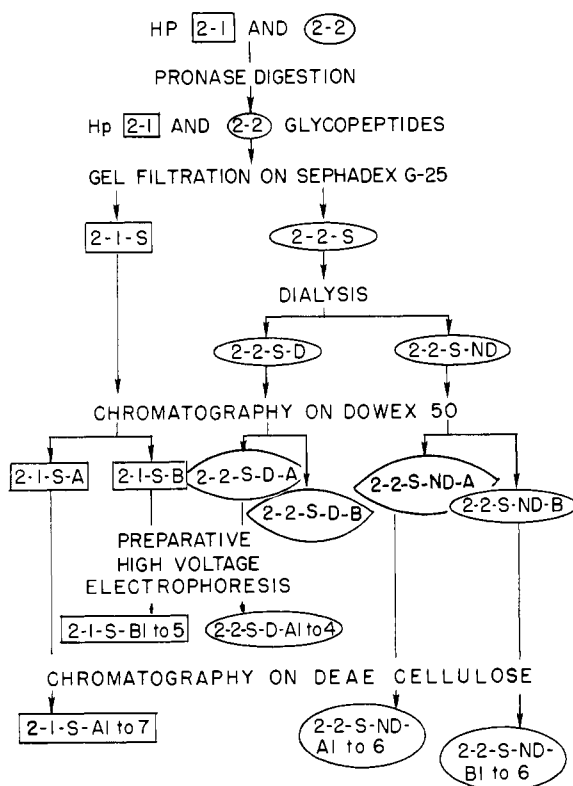 HP 2-1 AND 2-2
PRONASE DIGESTION
Hp 2-1 AND 2-2 GLYCOPEPTIDES
GEL FILTRATION ON SEPHADEX G-25
2-1-S 2-2-S
DIALYSIS
2-2-S-D 2-2-S-ND
CHROMATOGRAPHY ON DOWEX 50
2-1-S-A 2-1-S-B 2-2-S-D-A 2-2-S-ND-A
2-2-S-D-B 2-2-S-ND-B
PREPARATIVE
HIGH VOLTAGE
ELECTROPHORESIS
2-1-S-B1 to 5 2-2-S-D-A1 to 4
CHROMATOGRAPHY ON DEAE CELLULOSE
2-1-S-A1 to 7 2-2-S-ND-
A1 to 6
2-2-S-ND-
B1 to 6